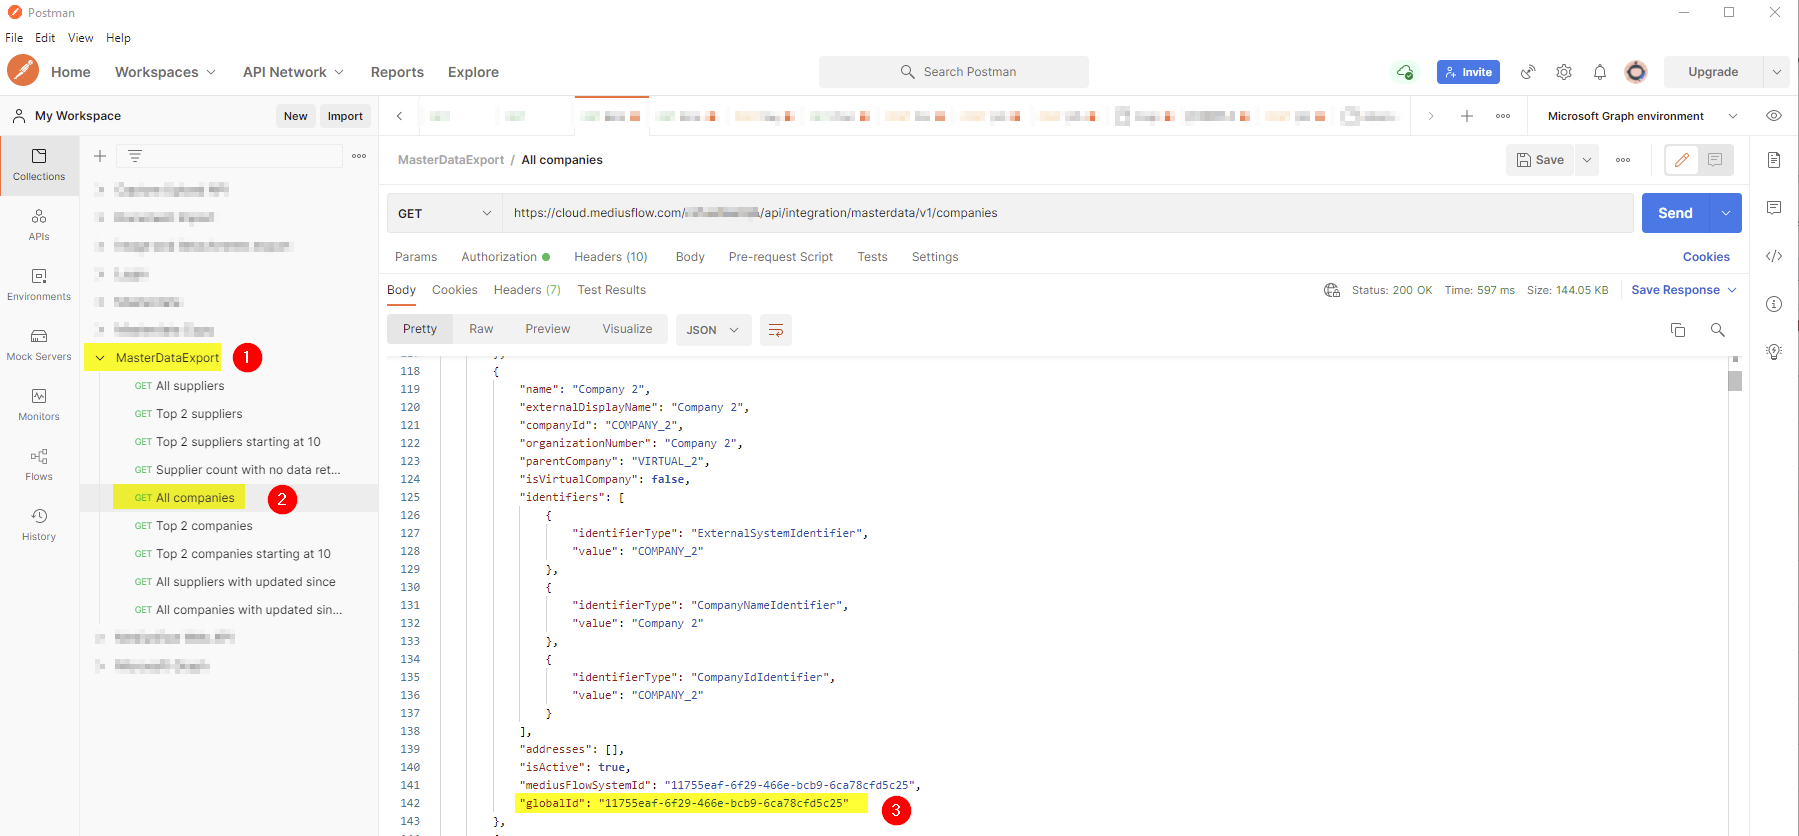 Postman
File Edit View Help
Home Workspaces API Network Reports Explore Search Postman Invite Upgrade
My Workspace New Import Microsoft Graph environment
Collections
APIs
Environments
Mock Servers
Monitors
Flows
History
MasterDataExport 1
GET All suppliers
GET Top 2 suppliers
GET Top 2 suppliers starting at 10
GET Supplier count with no data ret...
GET All companies 2
GET Top 2 companies
GET Top 2 companies starting at 10
GET All suppliers with updated since
GET All companies with updated sin...
MasterDataExport / All companies Save
GET https://cloud.mediusflow.com/ /api/integration/masterdata/v1/companies Send
Params Authorization Headers (10) Body Pre-request Script Tests Settings Cookies
Body Cookies Headers (7) Test Results Status: 200 OK Time: 597 ms Size: 144.05 KB Save Response
Pretty Raw Preview Visualize JSON
118 {
119 "name": "Company 2",
120 "externalDisplayName": "Company 2",
121 "companyId": "COMPANY_2",
122 "organizationNumber": "Company 2",
123 "parentCompany": "VIRTUAL_2",
124 "isVirtualCompany": false,
125 "identifiers": [
126 {
127 "identifierType": "ExternalSystemIdentifier",
128 "value": "COMPANY_2"
129 },
130 {
131 "identifierType": "CompanyNameIdentifier",
132 "value": "Company 2"
133 },
134 {
135 "identifierType": "CompanyIdIdentifier",
136 "value": "COMPANY_2"
137 }
138 ],
139 "addresses": [],
140 "isActive": true,
141 "mediusFlowSystemId": "11755eaf-6f29-466e-bcb9-6ca78cfd5c25",
142 "globalId": "11755eaf-6f29-466e-bcb9-6ca78cfd5c25" 3
143 },